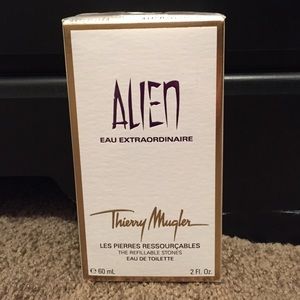 ALIEN
EAU EXTRAORDINAIRE
Thierry Mugler
LES PIERRES RESSOURÇABLES
THE REFILLABLE STONES
EAU DE TOILETTE
℮ 60 mL 2 Fl. Oz.